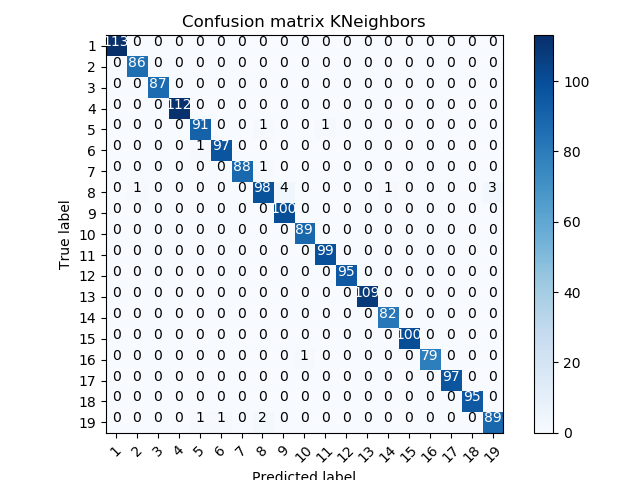 Confusion matrix KNeighbors
1 113 0 0 0 0 0 0 0 0 0 0 0 0 0 0 0 0 0 0
2 0 86 0 0 0 0 0 0 0 0 0 0 0 0 0 0 0 0 0
3 0 0 87 0 0 0 0 0 0 0 0 0 0 0 0 0 0 0 0
4 0 0 0 112 0 0 0 0 0 0 0 0 0 0 0 0 0 0 0
5 0 0 0 0 91 0 0 1 0 0 1 0 0 0 0 0 0 0 0
6 0 0 0 0 1 97 0 0 0 0 0 0 0 0 0 0 0 0 0
7 0 0 0 0 0 0 88 1 0 0 0 0 0 0 0 0 0 0 0
8 0 1 0 0 0 0 0 98 4 0 0 0 0 1 0 0 0 0 3
9 0 0 0 0 0 0 0 0 100 0 0 0 0 0 0 0 0 0 0
10 0 0 0 0 0 0 0 0 0 89 0 0 0 0 0 0 0 0 0
11 0 0 0 0 0 0 0 0 0 0 99 0 0 0 0 0 0 0 0
12 0 0 0 0 0 0 0 0 0 0 0 95 0 0 0 0 0 0 0
13 0 0 0 0 0 0 0 0 0 0 0 0 109 0 0 0 0 0 0
14 0 0 0 0 0 0 0 0 0 0 0 0 0 82 0 0 0 0 0
15 0 0 0 0 0 0 0 0 0 0 0 0 0 0 100 0 0 0 0
16 0 0 0 0 0 0 0 0 0 1 0 0 0 0 0 79 0 0 0
17 0 0 0 0 0 0 0 0 0 0 0 0 0 0 0 0 97 0 0
18 0 0 0 0 0 0 0 0 0 0 0 0 0 0 0 0 0 95 0
19 0 0 0 0 1 1 0 2 0 0 0 0 0 0 0 0 0 0 89
1 2 3 4 5 6 7 8 9 10 11 12 13 14 15 16 17 18 19
True label
Predicted label
100
80
60
40
20
0